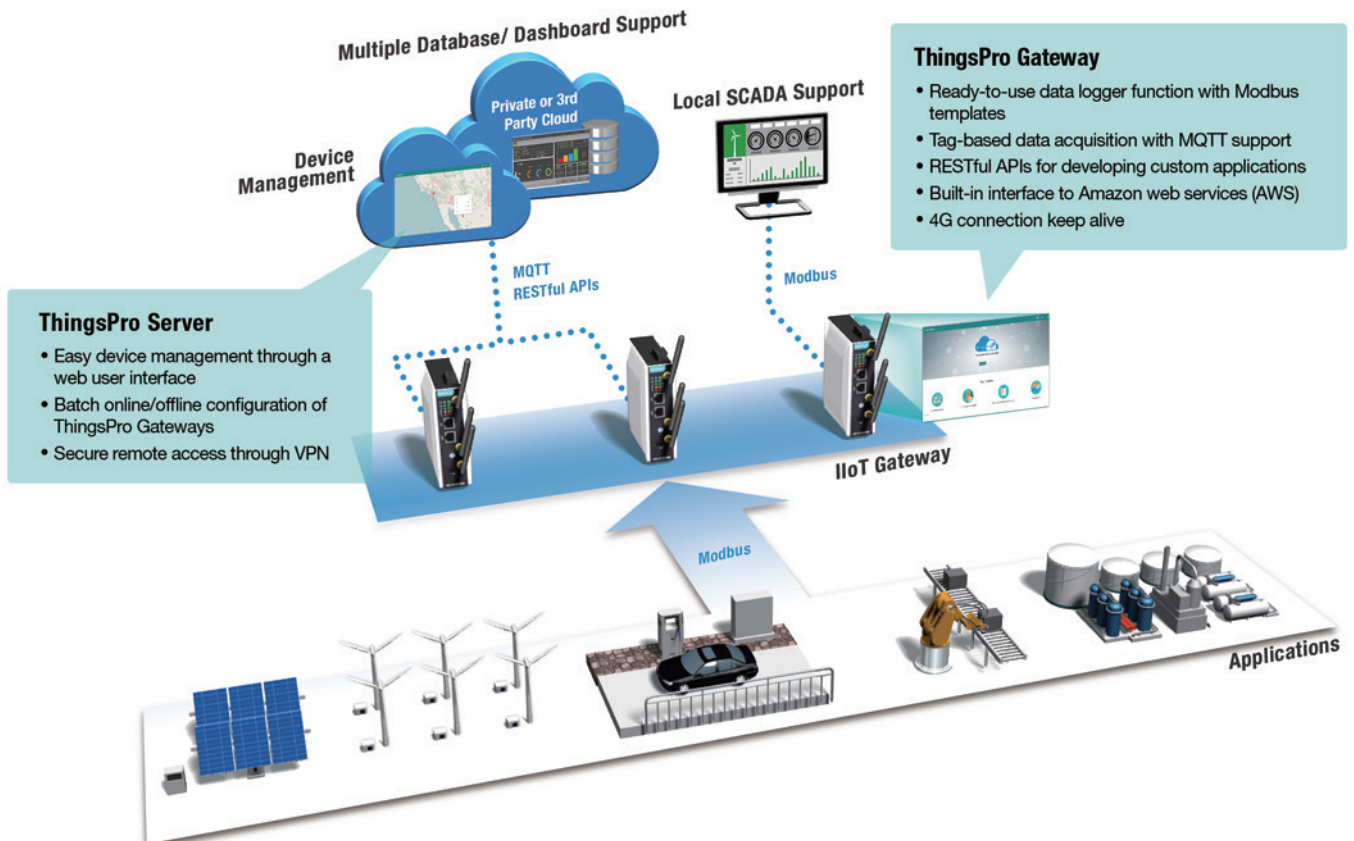 Multiple Database/ Dashboard Support
Private or 3rd
Party Cloud
Device
Management
Local SCADA Support
ThingsPro Gateway
• Ready-to-use data logger function with Modbus
templates
• Tag-based data acquisition with MQTT support
• RESTful APIs for developing custom applications
• Built-in interface to Amazon web services (AWS)
• 4G connection keep alive
MQTT
RESTful APIs
Modbus
ThingsPro Server
• Easy device management through a
web user interface
• Batch online/offline configuration of
ThingsPro Gateways
• Secure remote access through VPN
IIoT Gateway
Modbus
Applications